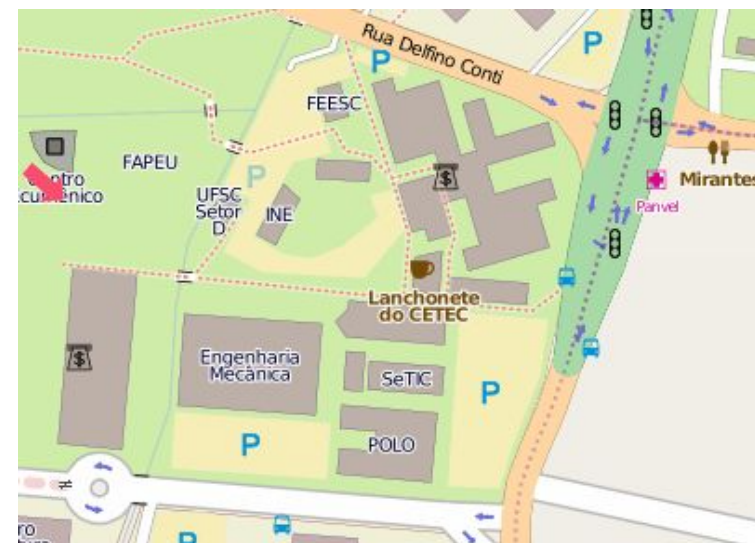 Rua Delfino Conti
P
P
FEESC
FAPEU
ntro
cumênico
P
UFSC
Setor
D
INE
$
Mirantes
Panvel
Lanchonete
do CETEC
$
Engenharia
Mecânica
SeTIC
P
P
POLO
ro
P